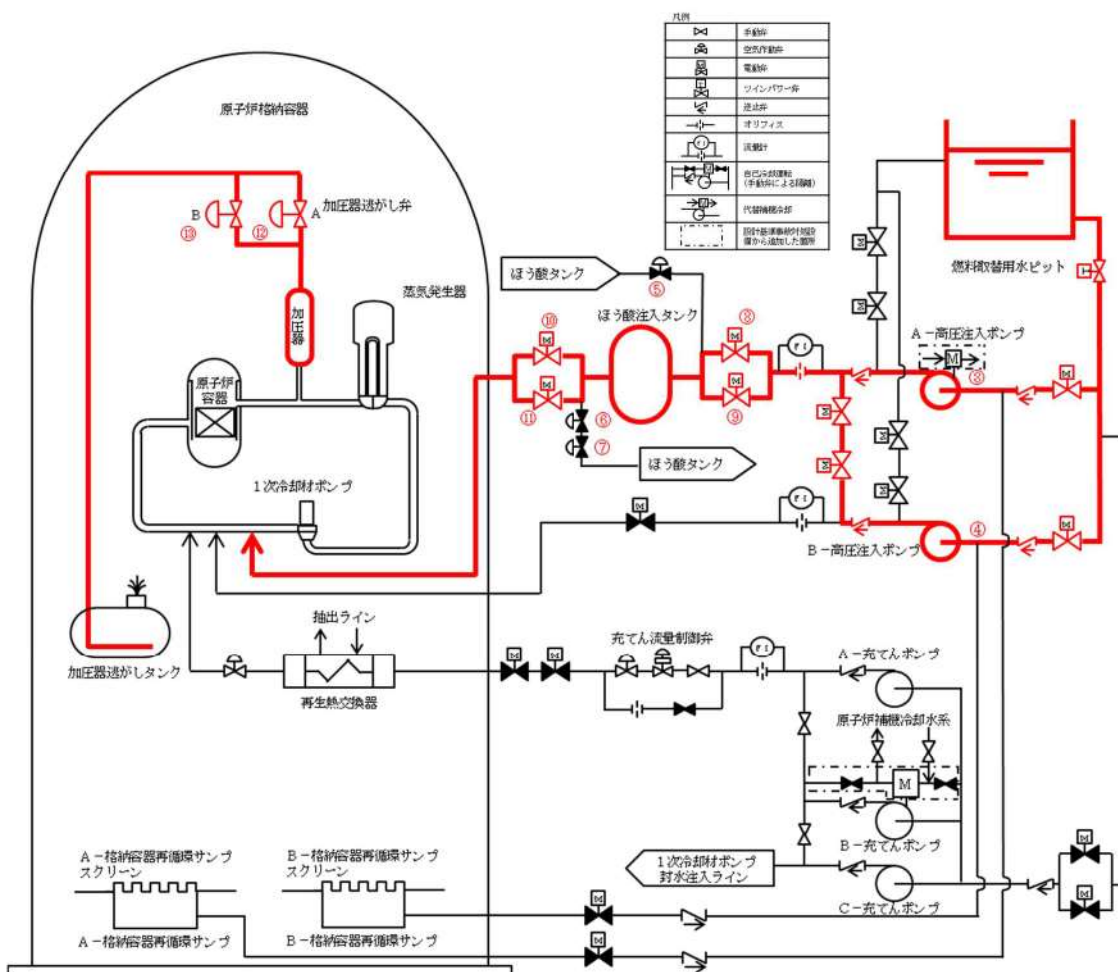 凡例
手動弁
空気作動弁
電動弁
ツインパワー弁
逆止弁
オリフィス
流量計
自己冷却運転
(手動弁による隔離)
代替補機冷却
設計基準事故対処設
備から追加した箇所
原子炉格納容器
加圧器逃がし弁
B
A
⑬
⑫
蒸気発生器
加圧器
原子炉
容器
1次冷却材ポンプ
加圧器逃がしタンク
ほう酸タンク
⑤
ほう酸注入タンク
⑩
⑪
⑥
⑦
⑧
⑨
ほう酸タンク
FI
FI
燃料取替用水ピット
A-高圧注入ポンプ
M
③
B-高圧注入ポンプ
④
抽出ライン
再生熱交換器
充てん流量制御弁
FI
A-充てんポンプ
原子炉補機冷却水系
M
B-充てんポンプ
1次冷却材ポンプ
封水注入ライン
C-充てんポンプ
A-格納容器再循環サンプ
スクリーン
B-格納容器再循環サンプ
スクリーン
A-格納容器再循環サンプ
B-格納容器再循環サンプ